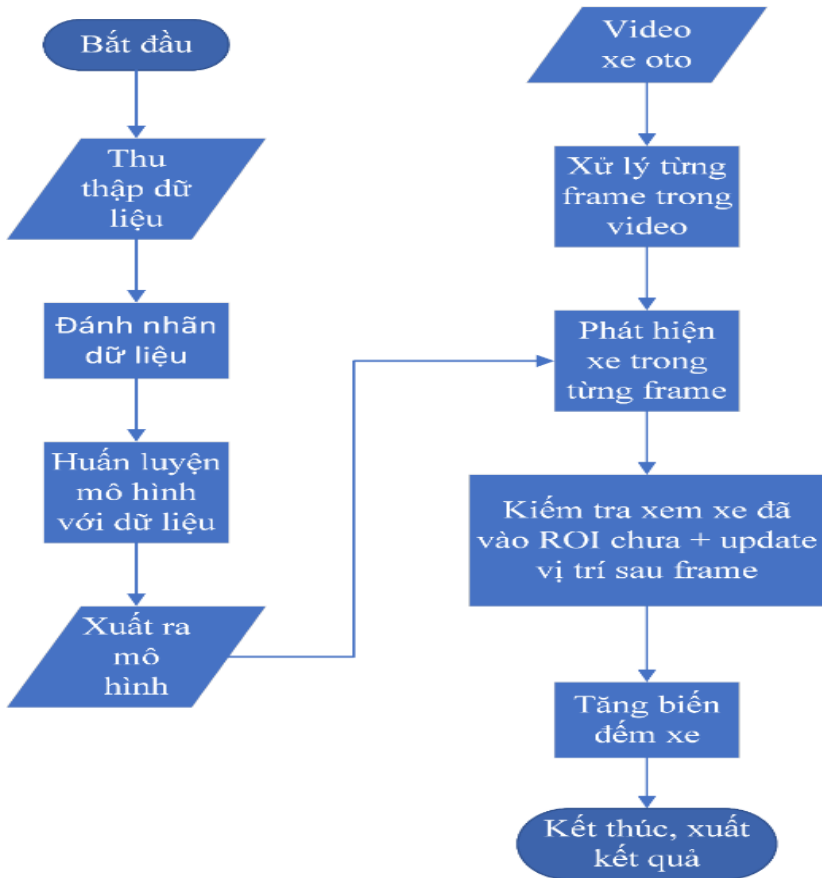 Bắt đầu
Thu
thập dữ
liệu
Đánh nhãn
dữ liệu
Huấn luyện
mô hình
với dữ liệu
Xuất ra
mô
hình
Video
xe oto
Xử lý từng
frame trong
video
Phát hiện
xe trong
từng frame
Kiểm tra xem xe đã
vào ROI chưa + update
vị trí sau frame
Tăng biến
đếm xe
Kết thúc, xuất
kết quả